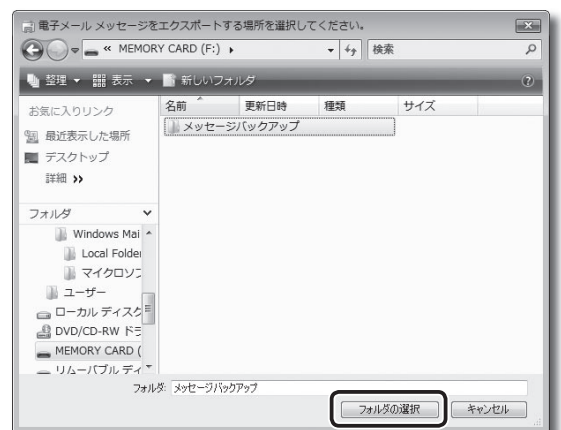 電子メール メッセージをエクスポートする場所を選択してください。
« MEMORY CARD (F:) 検索
整理 表示 新しいフォルダ
お気に入りリンク
最近表示した場所
デスクトップ
詳細 »
名前 更新日時 種類 サイズ
メッセージバックアップ
フォルダ
Windows Mai
Local Folder
マイクロソフ
ユーザー
ローカル ディスク
DVD/CD-RW ドラ
MEMORY CARD (
リムーバブル ディ
フォルダ: メッセージバックアップ
フォルダの選択 キャンセル